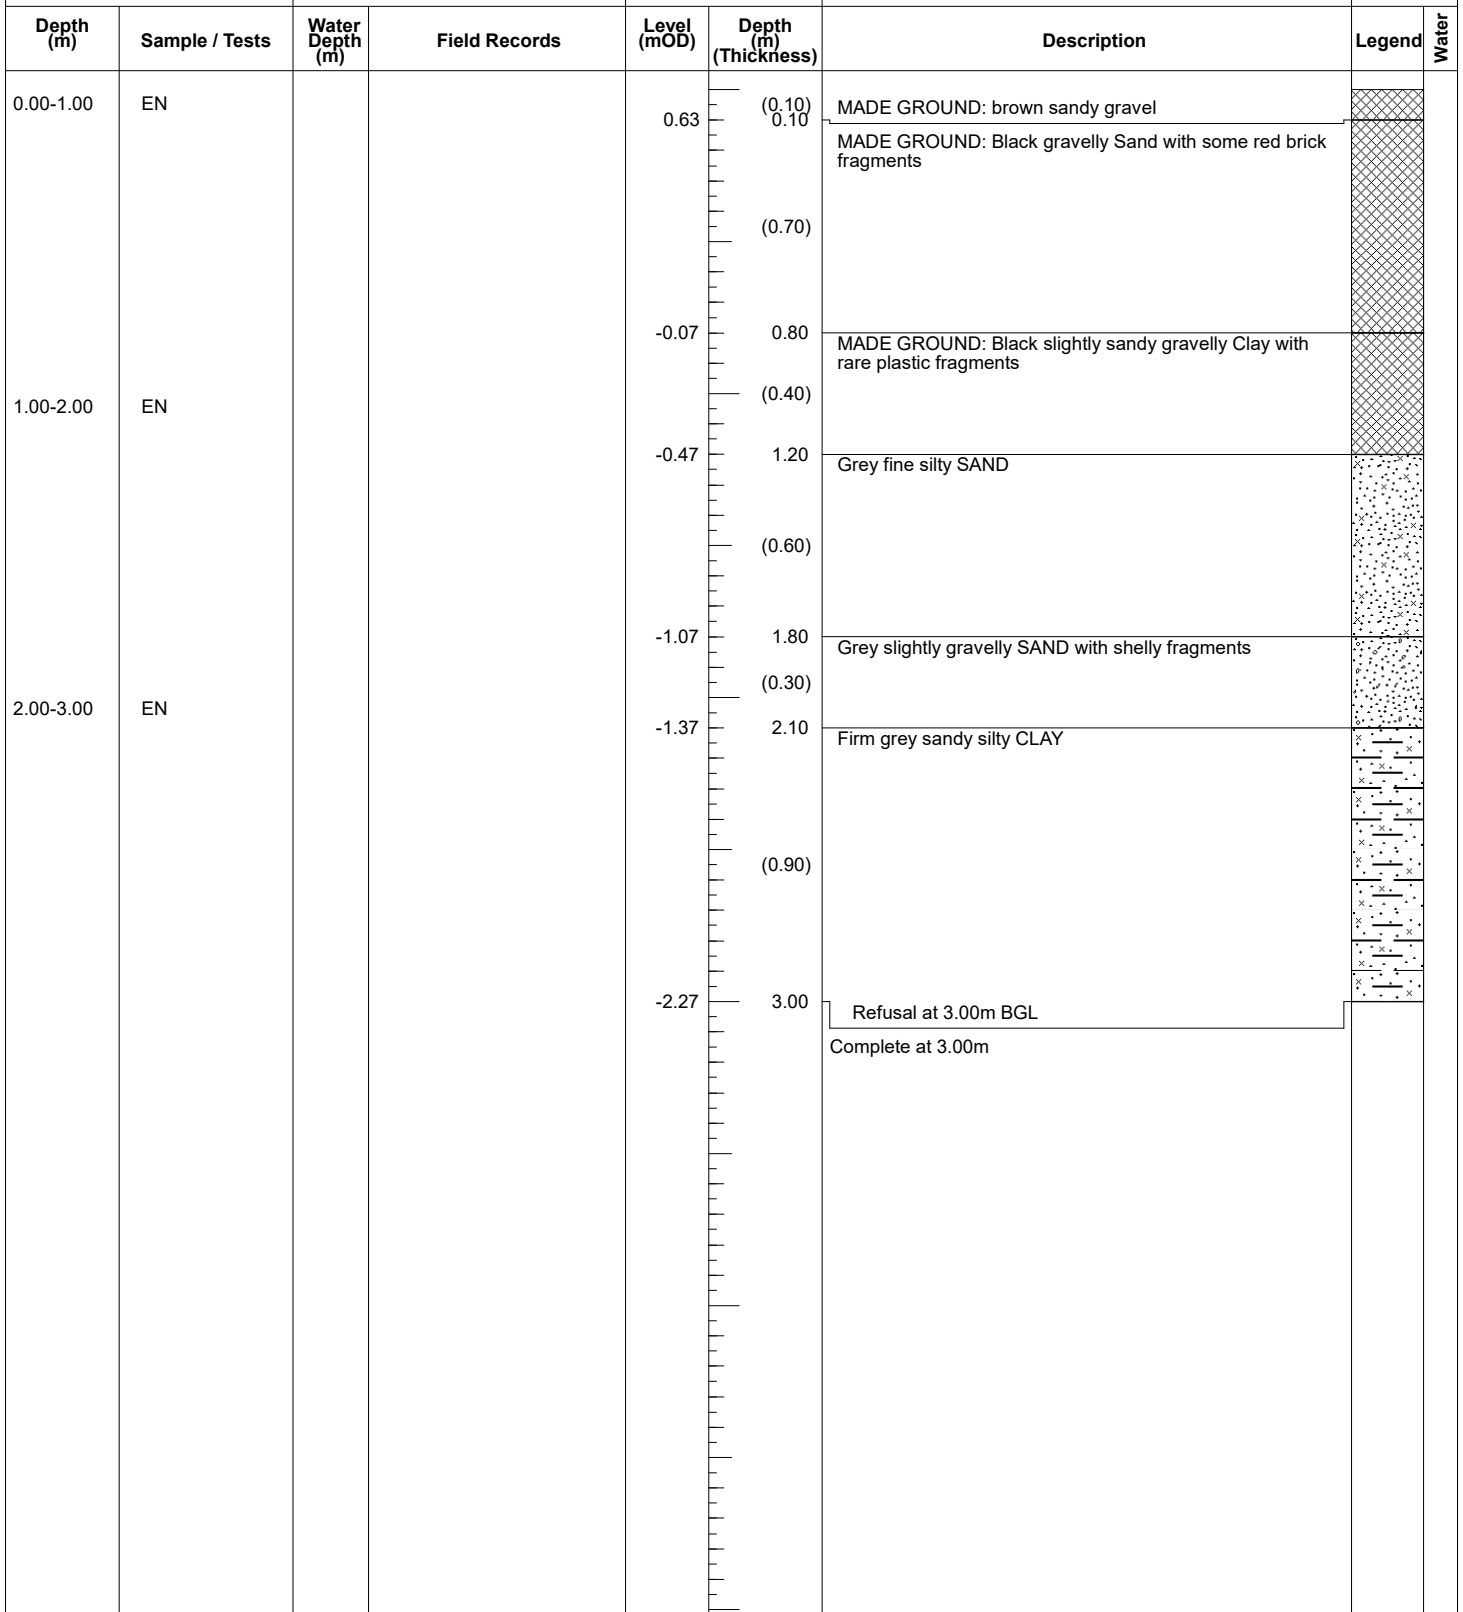 Depth
(m)
Sample / Tests
Water
Depth
(m)
Field Records
Level
(mOD)
Depth
(m)
(Thickness)
Description
Legend
Water
0.00-1.00 EN
(0.10) MADE GROUND: brown sandy gravel
0.63 0.10
MADE GROUND: Black gravelly Sand with some red brick
fragments
(0.70)
-0.07 0.80
MADE GROUND: Black slightly sandy gravelly Clay with
rare plastic fragments
(0.40)
1.00-2.00 EN
-0.47 1.20
Grey fine silty SAND
(0.60)
-1.07 1.80
Grey slightly gravelly SAND with shelly fragments
(0.30)
2.00-3.00 EN
-1.37 2.10
Firm grey sandy silty CLAY
(0.90)
-2.27 3.00
Refusal at 3.00m BGL
Complete at 3.00m